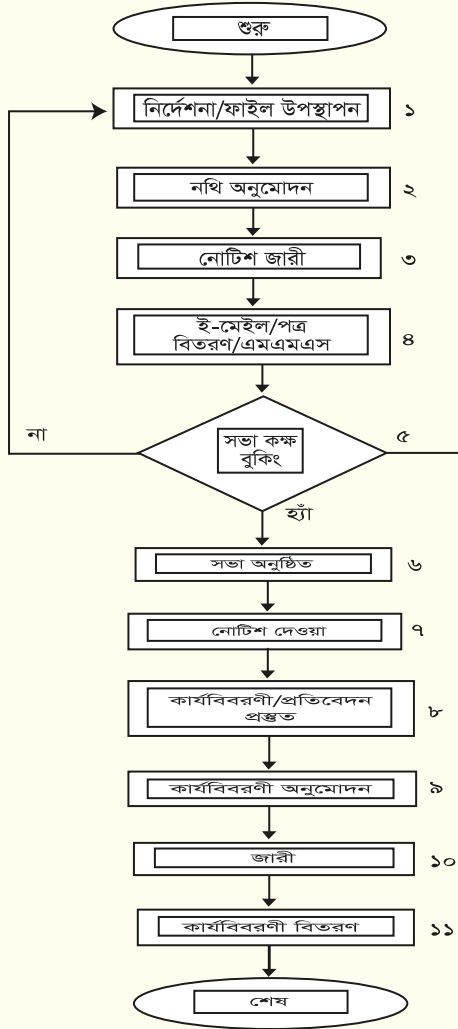 শুরু
নির্দেশনা/ফাইল উপস্থাপন ১
নথি অনুমোদন ২
নোটিশ জারী ৩
ই-মেইল/পত্র
বিতরণ/এমএমএস ৪
না
সভা কক্ষ
বুকিং
৫
হ্যাঁ
সভা অনুষ্ঠিত ৬
নোটিশ দেওয়া ৭
কার্যবিবরণী/প্রতিবেদন
প্রস্তুত ৮
কার্যবিবরণী অনুমোদন ৯
জারী ১০
কার্যবিবরণী বিতরণ ১১
শেষ